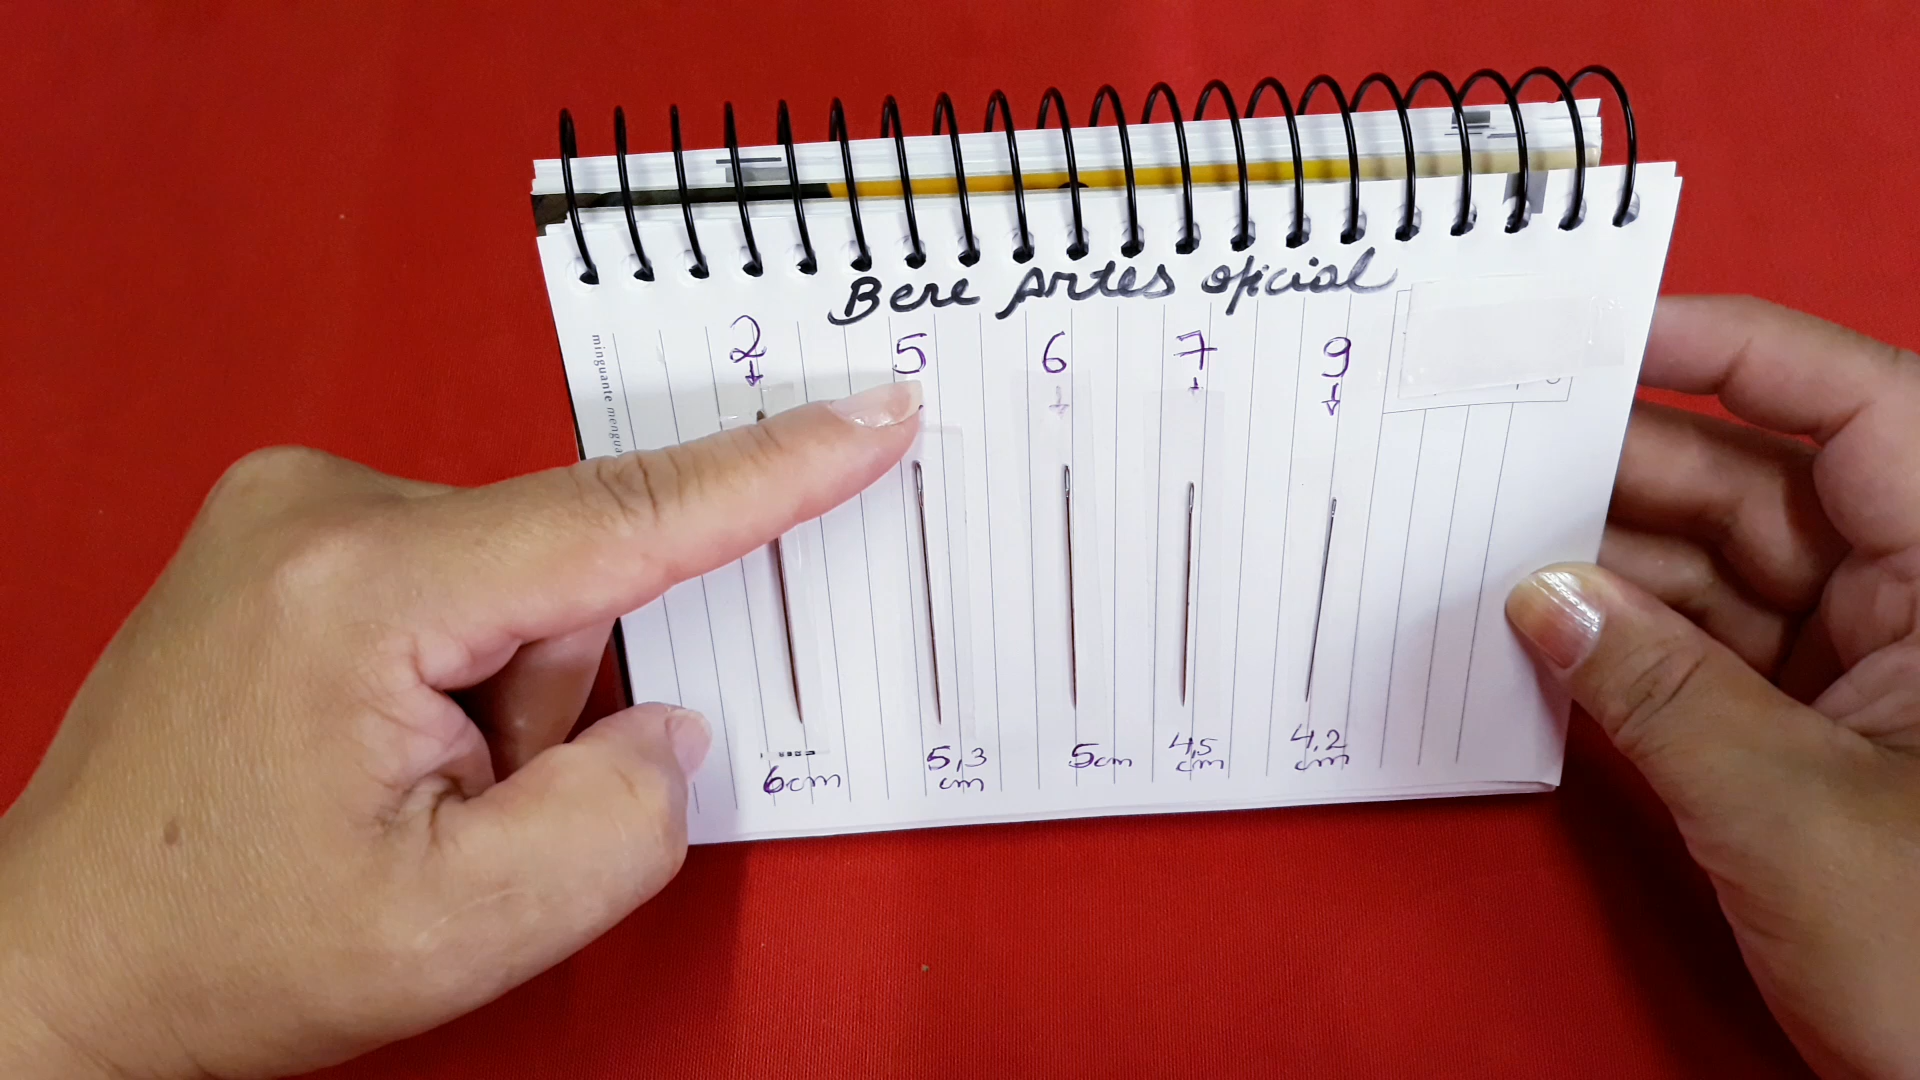 Bere Artes oficial
2 5 6 7 9
6cm 5,3 cm 5cm 4,5 cm 4,2 cm
minguante